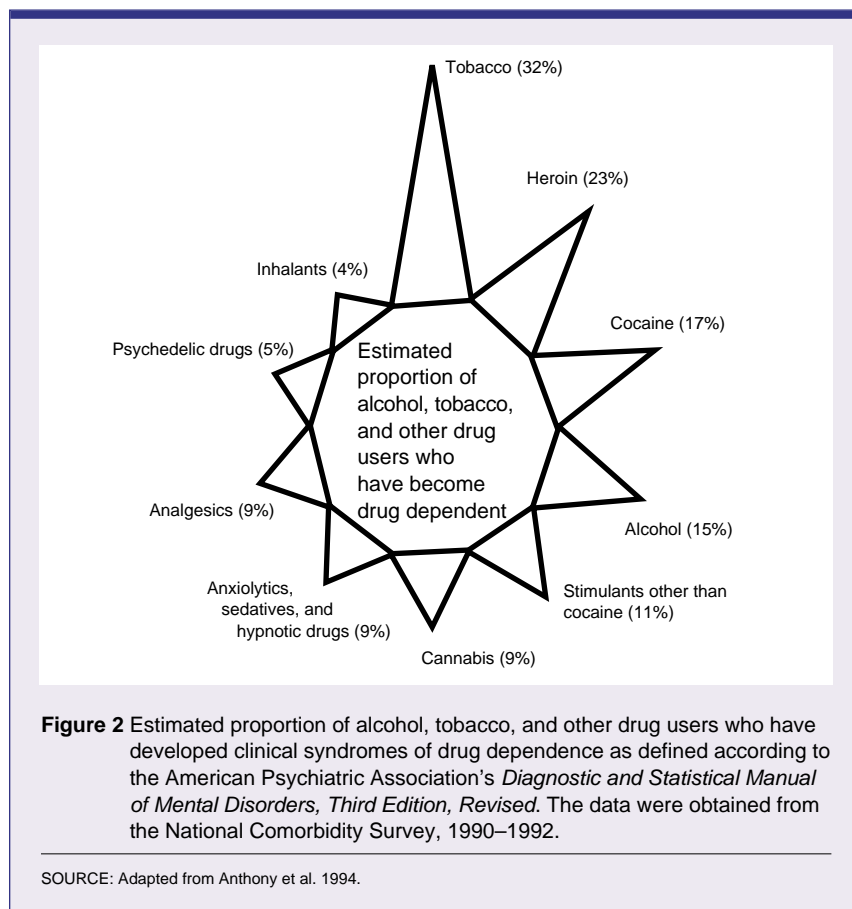 Tobacco (32%)
Heroin (23%)
Inhalants (4%)
Cocaine (17%)
Psychedelic drugs (5%)
Estimated
proportion of
alcohol, tobacco,
and other drug
users who
have become
drug dependent
Analgesics (9%)
Alcohol (15%)
Anxiolytics,
sedatives, and
hypnotic drugs (9%)
Stimulants other than
cocaine (11%)
Cannabis (9%)
Figure 2 Estimated proportion of alcohol, tobacco, and other drug users who have
developed clinical syndromes of drug dependence as defined according to
the American Psychiatric Association’s Diagnostic and Statistical Manual
of Mental Disorders, Third Edition, Revised. The data were obtained from
the National Comorbidity Survey, 1990–1992.
SOURCE: Adapted from Anthony et al. 1994.